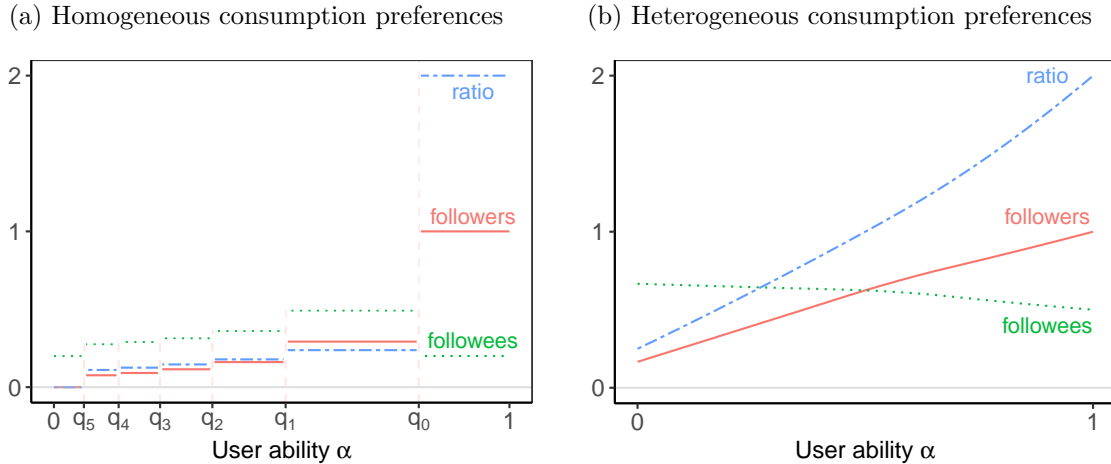 (a) Homogeneous consumption preferences
2
ratio
followers
1
followees
0
0 q5 q4 q3 q2 q1 q0 1
User ability α
(b) Heterogeneous consumption preferences
2
ratio
followers
1
followees
0
0 1
User ability α